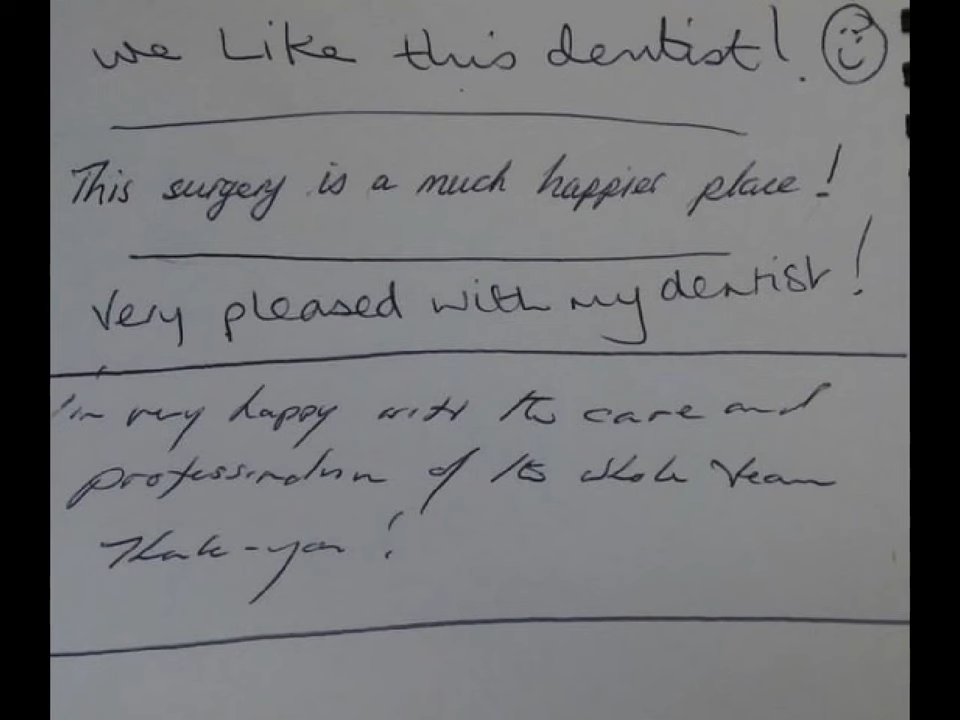 we Like this dentist!
This surgery is a much happier place!
Very pleased with my dentist!
I'm very happy with the care and
professionalism of the whole team
thank-you!